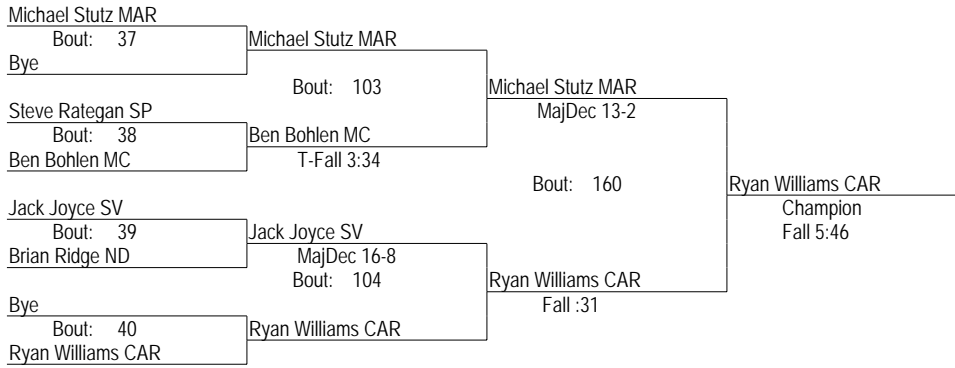 Michael Stutz MAR
Bout: 37
Bye
Michael Stutz MAR
Bout: 103
Steve Rategan SP
Bout: 38
Ben Bohlen MC
Ben Bohlen MC
T-Fall 3:34
Michael Stutz MAR
MajDec 13-2
Bout: 160
Jack Joyce SV
Bout: 39
Brian Ridge ND
Jack Joyce SV
MajDec 16-8
Bout: 104
Bye
Bout: 40
Ryan Williams CAR
Ryan Williams CAR
Ryan Williams CAR
Fall :31
Ryan Williams CAR
Champion
Fall 5:46